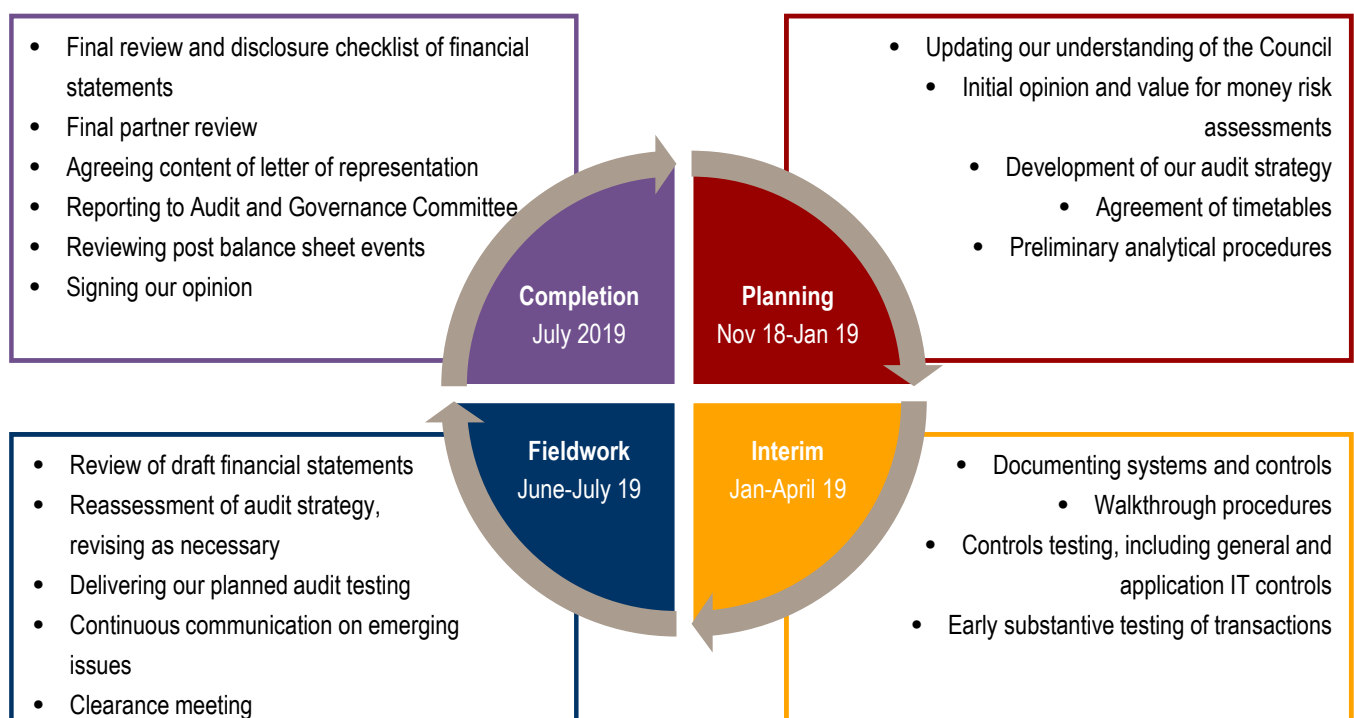 • Final review and disclosure checklist of financial
statements
• Final partner review
• Agreeing content of letter of representation
• Reporting to Audit and Governance Committee
• Reviewing post balance sheet events
• Signing our opinion
• Updating our understanding of the Council
• Initial opinion and value for money risk
assessments
• Development of our audit strategy
• Agreement of timetables
• Preliminary analytical procedures
Completion
July 2019
Planning
Nov 18-Jan 19
Fieldwork
June-July 19
Interim
Jan-April 19
• Review of draft financial statements
• Reassessment of audit strategy,
revising as necessary
• Delivering our planned audit testing
• Continuous communication on emerging
issues
• Clearance meeting
• Documenting systems and controls
• Walkthrough procedures
• Controls testing, including general and
application IT controls
• Early substantive testing of transactions